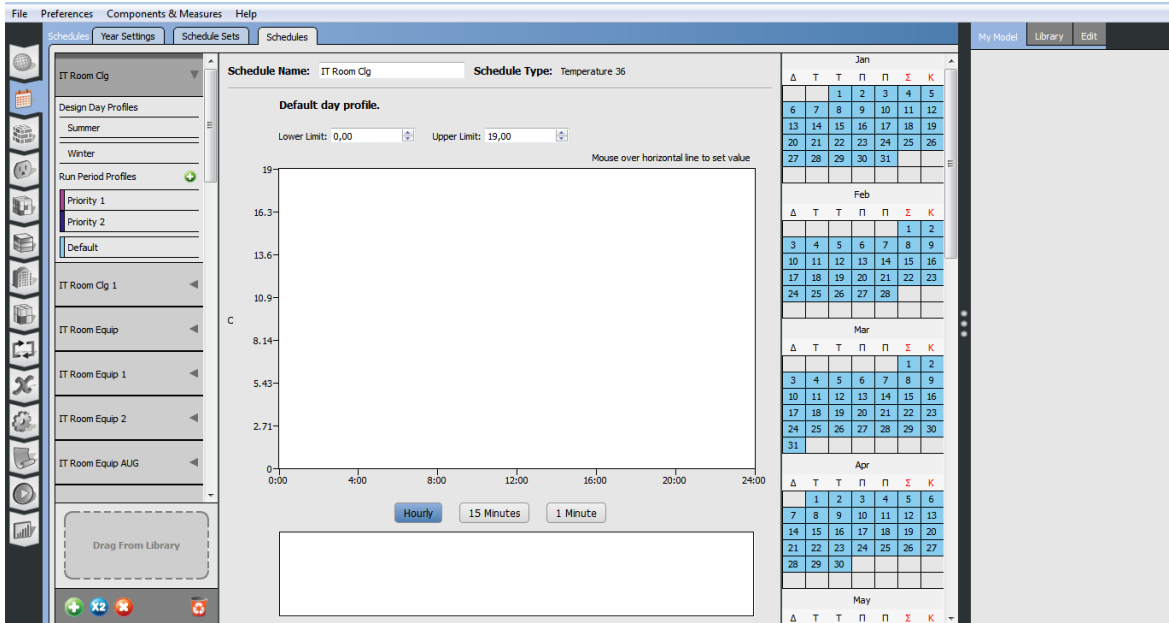 File Preferences Components & Measures Help
Schedules Year Settings Schedule Sets Schedules My Model Library Edit
IT Room Clg
Design Day Profiles
Summer
Winter
Run Period Profiles
Priority 1
Priority 2
Default
IT Room Clg 1
IT Room Equip
IT Room Equip 1
IT Room Equip 2
IT Room Equip AUG
Drag From Library
X2
Schedule Name: IT Room Clg Schedule Type: Temperature 36
Default day profile.
Lower Limit: 0,00 Upper Limit: 19,00
Mouse over horizontal line to set value
19
16.3
13.6
10.9
C
8.14
5.43
2.71
0
0:00 4:00 8:00 12:00 16:00 20:00 24:00
Hourly 15 Minutes 1 Minute
Jan
Δ Τ Τ Π Π Σ Κ
1 2 3 4 5
6 7 8 9 10 11 12
13 14 15 16 17 18 19
20 21 22 23 24 25 26
27 28 29 30 31
Feb
Δ Τ Τ Π Π Σ Κ
1 2
3 4 5 6 7 8 9
10 11 12 13 14 15 16
17 18 19 20 21 22 23
24 25 26 27 28
Mar
Δ Τ Τ Π Π Σ Κ
1 2
3 4 5 6 7 8 9
10 11 12 13 14 15 16
17 18 19 20 21 22 23
24 25 26 27 28 29 30
31
Apr
Δ Τ Τ Π Π Σ Κ
1 2 3 4 5 6
7 8 9 10 11 12 13
14 15 16 17 18 19 20
21 22 23 24 25 26 27
28 29 30
May
Δ Τ Τ Π Π Σ Κ